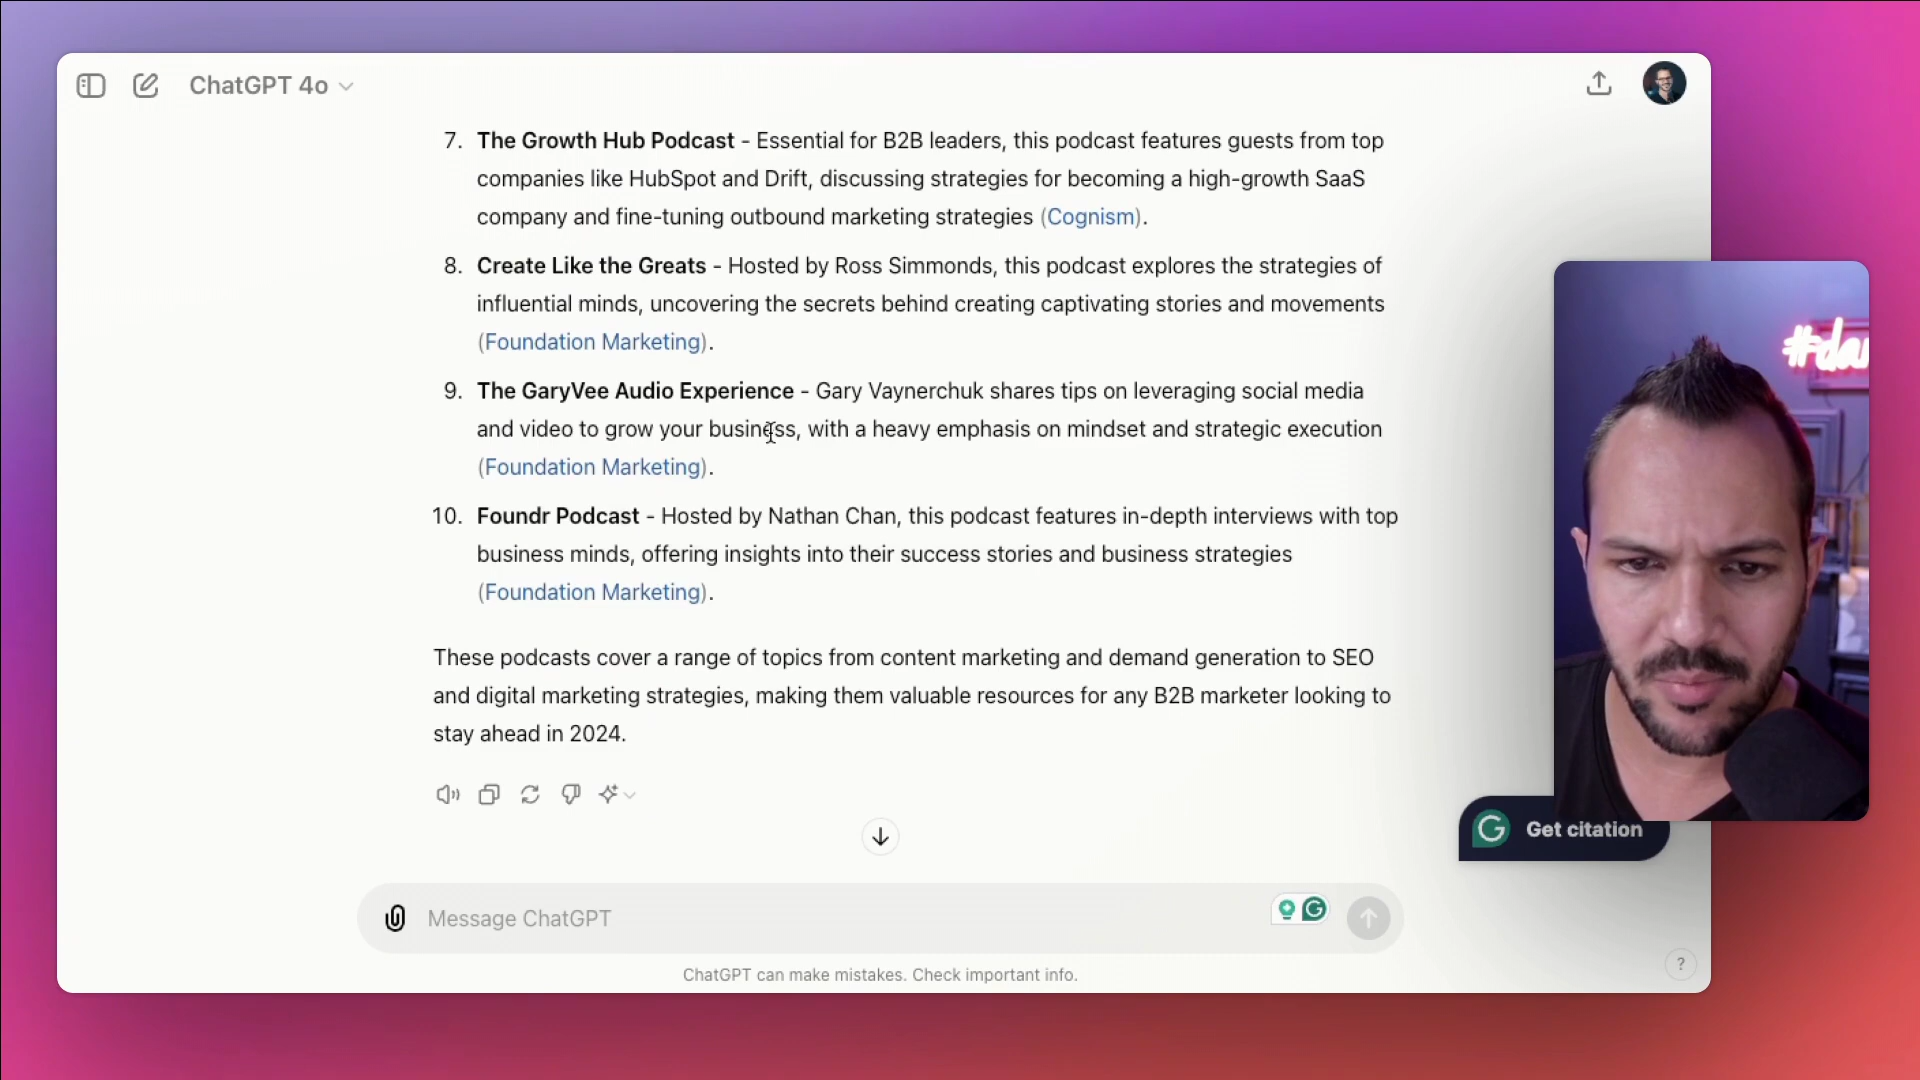 ChatGPT 4o
7. The Growth Hub Podcast - Essential for B2B leaders, this podcast features guests from top
companies like HubSpot and Drift, discussing strategies for becoming a high-growth SaaS
company and fine-tuning outbound marketing strategies (Cognism).
8. Create Like the Greats - Hosted by Ross Simmonds, this podcast explores the strategies of
influential minds, uncovering the secrets behind creating captivating stories and movements
(Foundation Marketing).
9. The GaryVee Audio Experience - Gary Vaynerchuk shares tips on leveraging social media
and video to grow your business, with a heavy emphasis on mindset and strategic execution
(Foundation Marketing).
10. Foundr Podcast - Hosted by Nathan Chan, this podcast features in-depth interviews with top
business minds, offering insights into their success stories and business strategies
(Foundation Marketing).
These podcasts cover a range of topics from content marketing and demand generation to SEO
and digital marketing strategies, making them valuable resources for any B2B marketer looking to
stay ahead in 2024.
Get citation
Message ChatGPT
ChatGPT can make mistakes. Check important info.
?